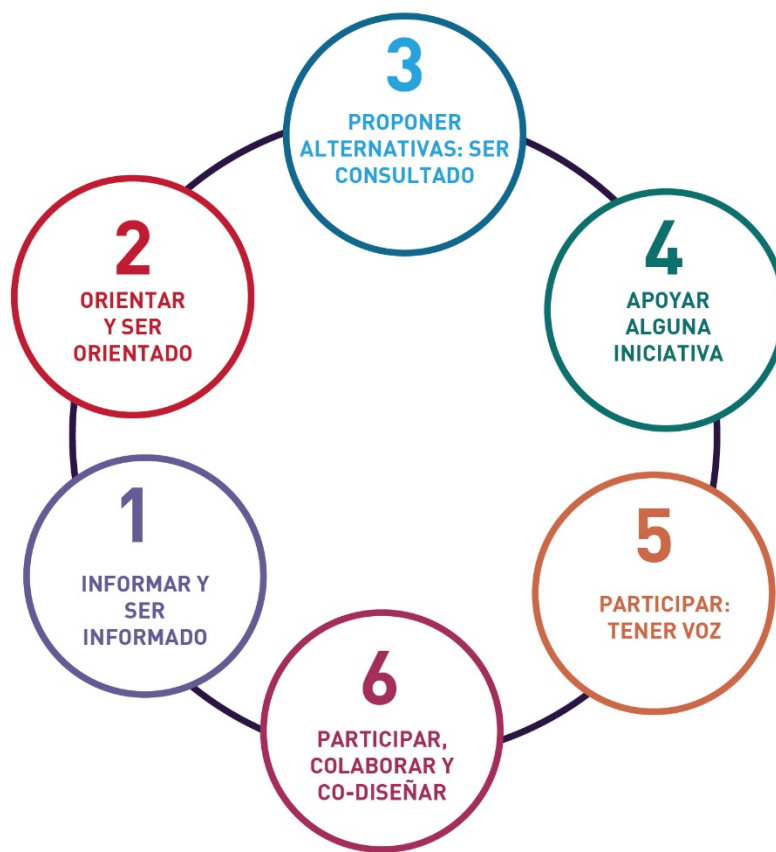 1
INFORMAR Y
SER
INFORMADO
2
ORIENTAR
Y SER
ORIENTADO
3
PROPONER
ALTERNATIVAS: SER
CONSULTADO
4
APOYAR
ALGUNA
INICIATIVA
5
PARTICIPAR:
TENER VOZ
6
PARTICIPAR,
COLABORAR Y
CO-DISEÑAR